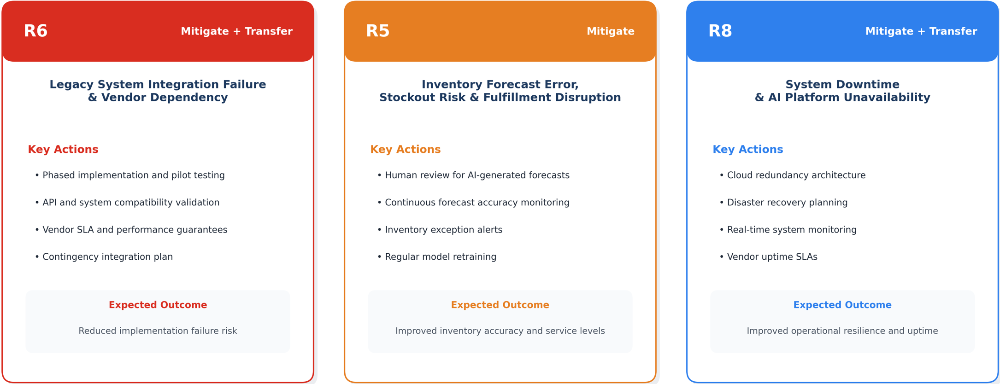 R6
Mitigate + Transfer
Legacy System Integration Failure
& Vendor Dependency
Key Actions
• Phased implementation and pilot testing
• API and system compatibility validation
• Vendor SLA and performance guarantees
• Contingency integration plan
Expected Outcome
Reduced implementation failure risk
R5
Mitigate
Inventory Forecast Error,
Stockout Risk & Fulfillment Disruption
Key Actions
• Human review for AI-generated forecasts
• Continuous forecast accuracy monitoring
• Inventory exception alerts
• Regular model retraining
Expected Outcome
Improved inventory accuracy and service levels
R8
Mitigate + Transfer
System Downtime
& AI Platform Unavailability
Key Actions
• Cloud redundancy architecture
• Disaster recovery planning
• Real-time system monitoring
• Vendor uptime SLAs
Expected Outcome
Improved operational resilience and uptime